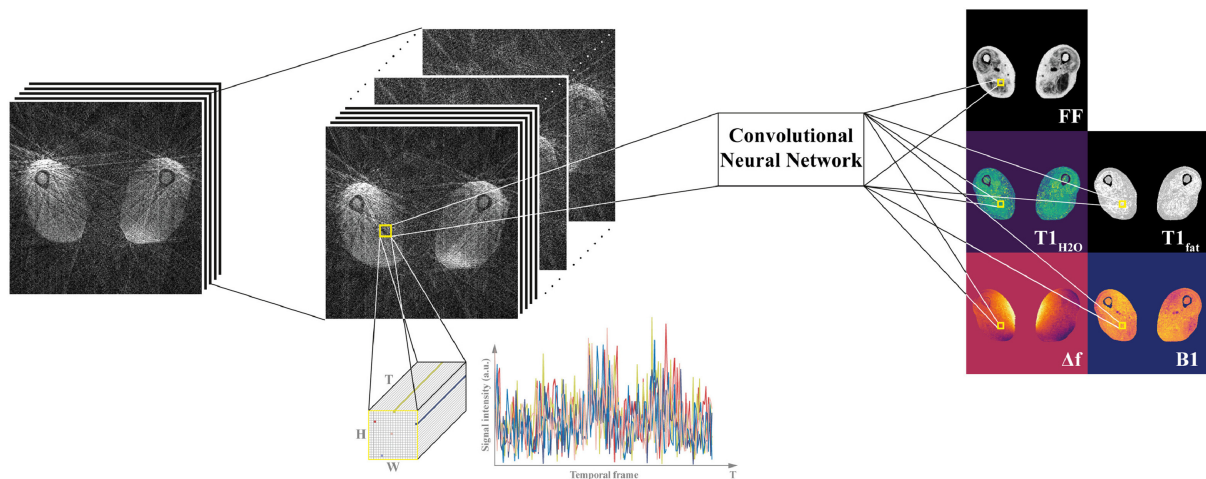 Convolutional
Neural Network
FF
T1H2O
T1fat
Δf
B1
T
H
W
Signal intensity (a.u.)
Temporal frame
T